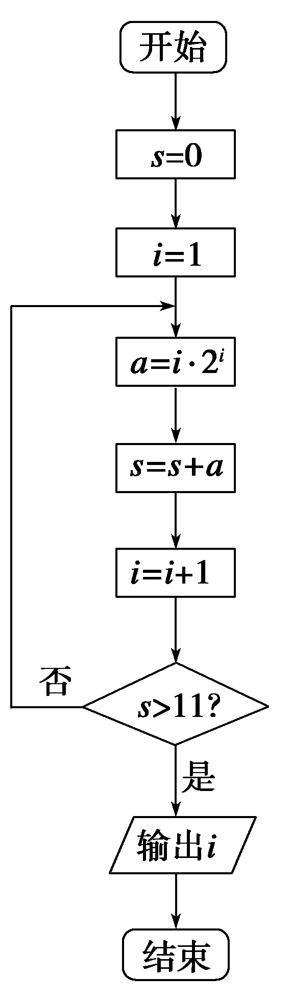 开始
s=0
i=1
a=i·2^i
s=s+a
i=i+1
否
s>11?
是
输出i
结束